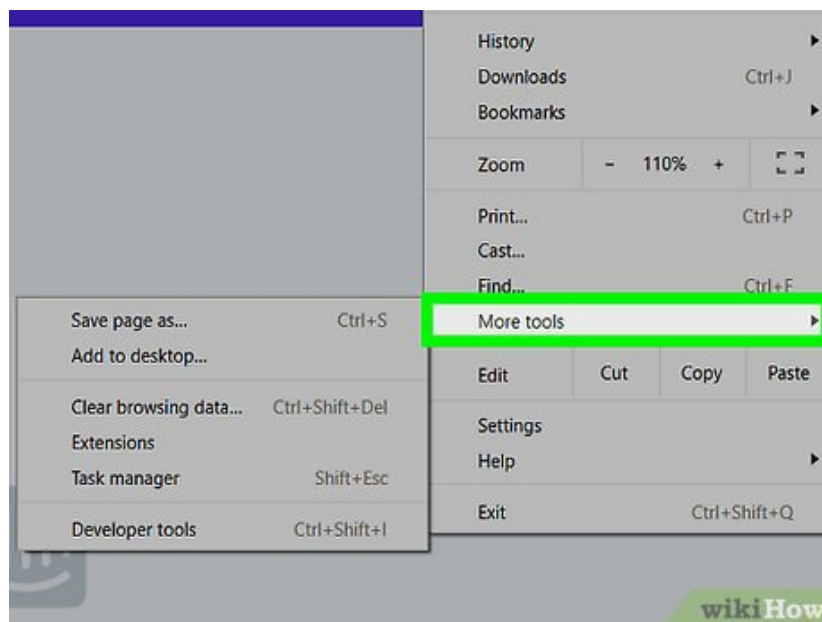 History
Downloads Ctrl+J
Bookmarks
Zoom - 110% +
Print... Ctrl+P
Cast...
Find... Ctrl+F
More tools
Edit Cut Copy Paste
Settings
Help
Exit Ctrl+Shift+Q
Save page as... Ctrl+S
Add to desktop...
Clear browsing data... Ctrl+Shift+Del
Extensions
Task manager Shift+Esc
Developer tools Ctrl+Shift+I
wikiHow